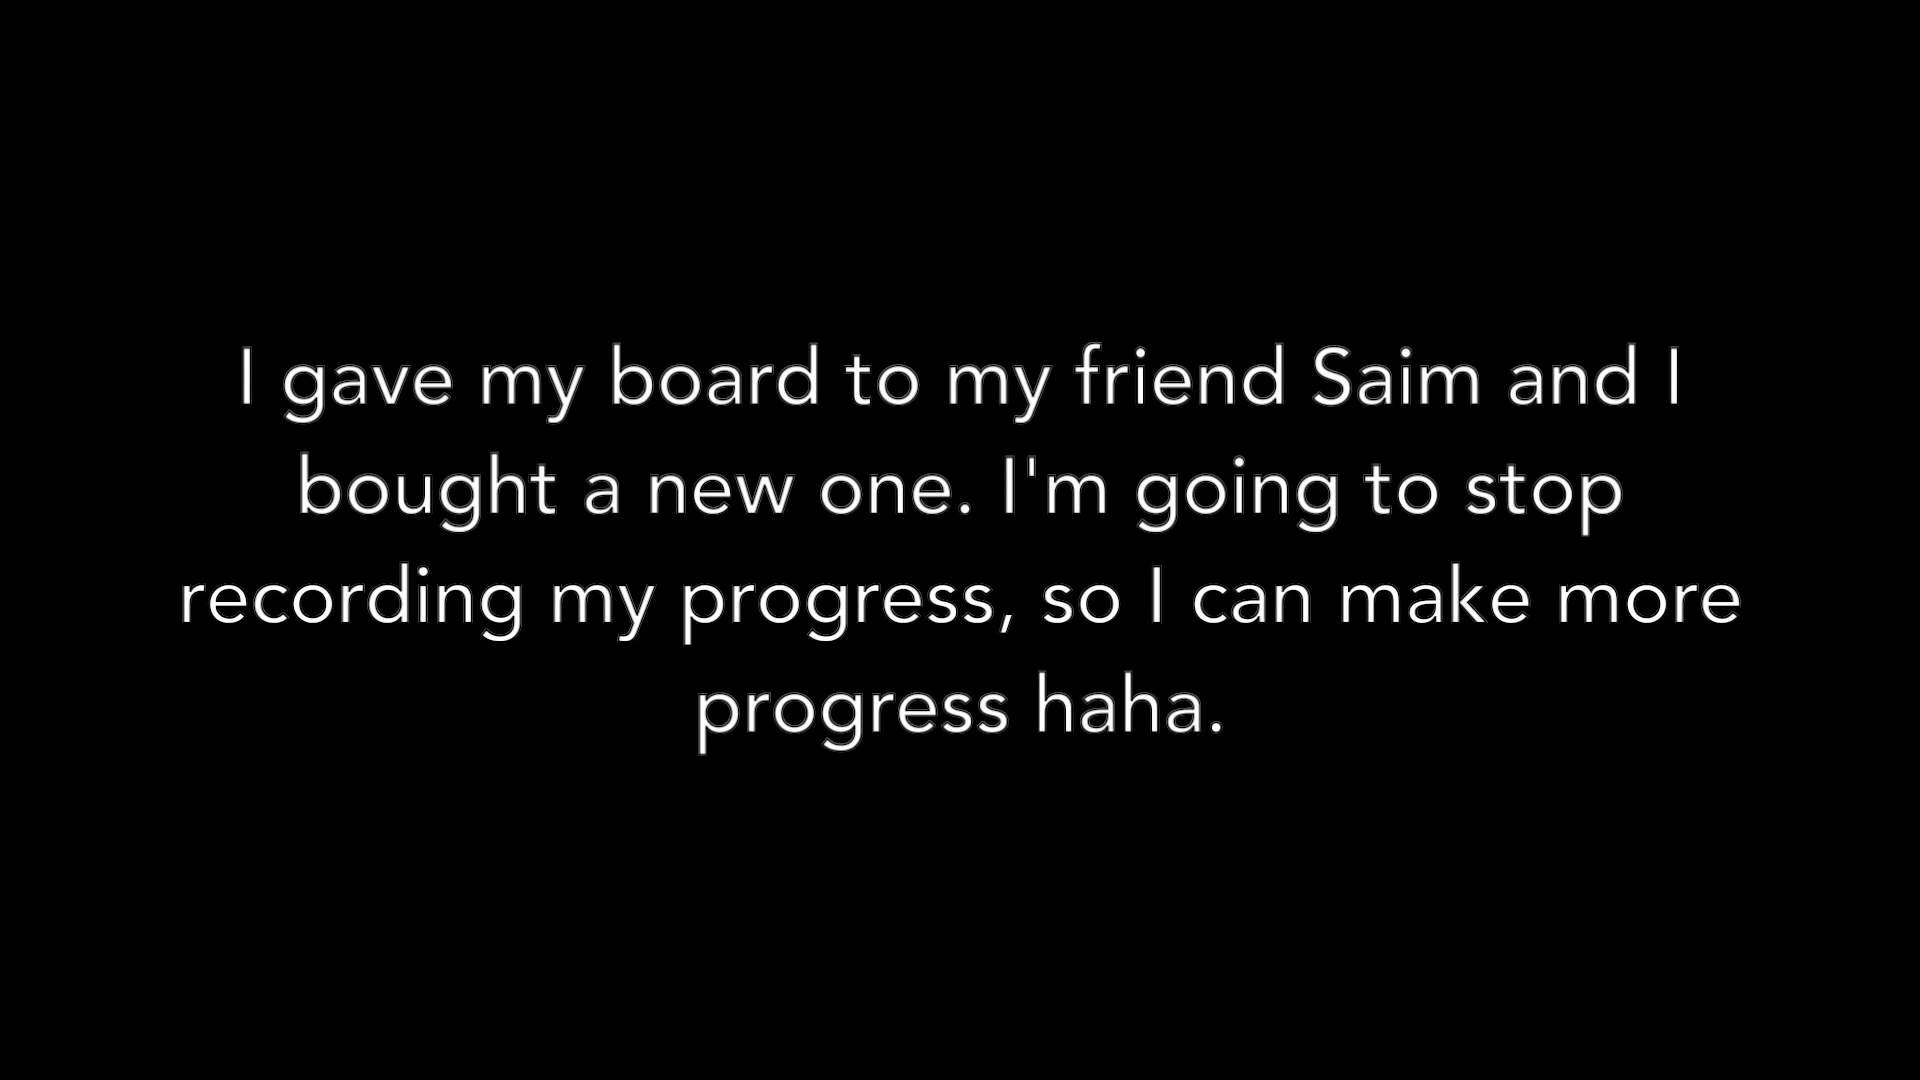 I gave my board to my friend Saim and I
bought a new one. I'm going to stop
recording my progress, so I can make more
progress haha.